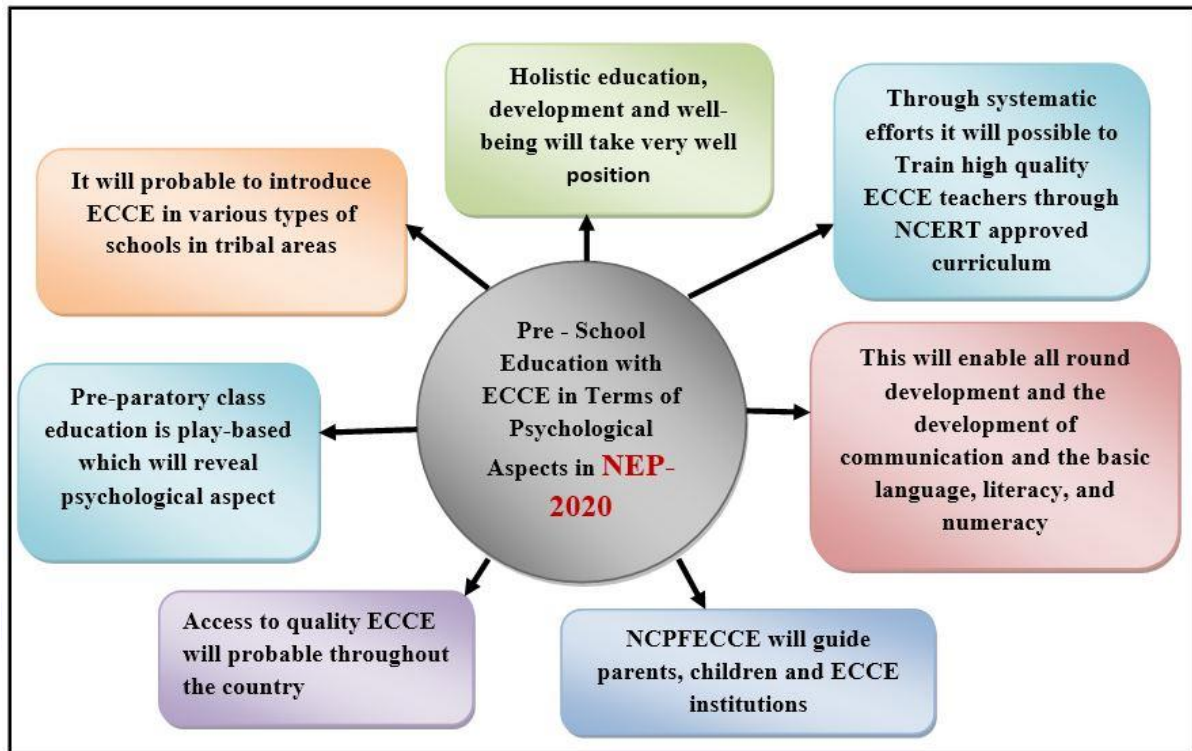 Holistic education,
development and well-
being will take very well
position
Through systematic
efforts it will possible to
Train high quality
ECCE teachers through
NCERT approved
curriculum
It will probable to introduce
ECCE in various types of
schools in tribal areas
Pre - School
Education with
ECCE in Terms of
Psychological
Aspects in NEP-
2020
This will enable all round
development and the
development of
communication and the basic
language, literacy, and
numeracy
Pre-paratory class
education is play-based
which will reveal
psychological aspect
Access to quality ECCE
will probable throughout
the country
NCPFECCE will guide
parents, children and ECCE
institutions